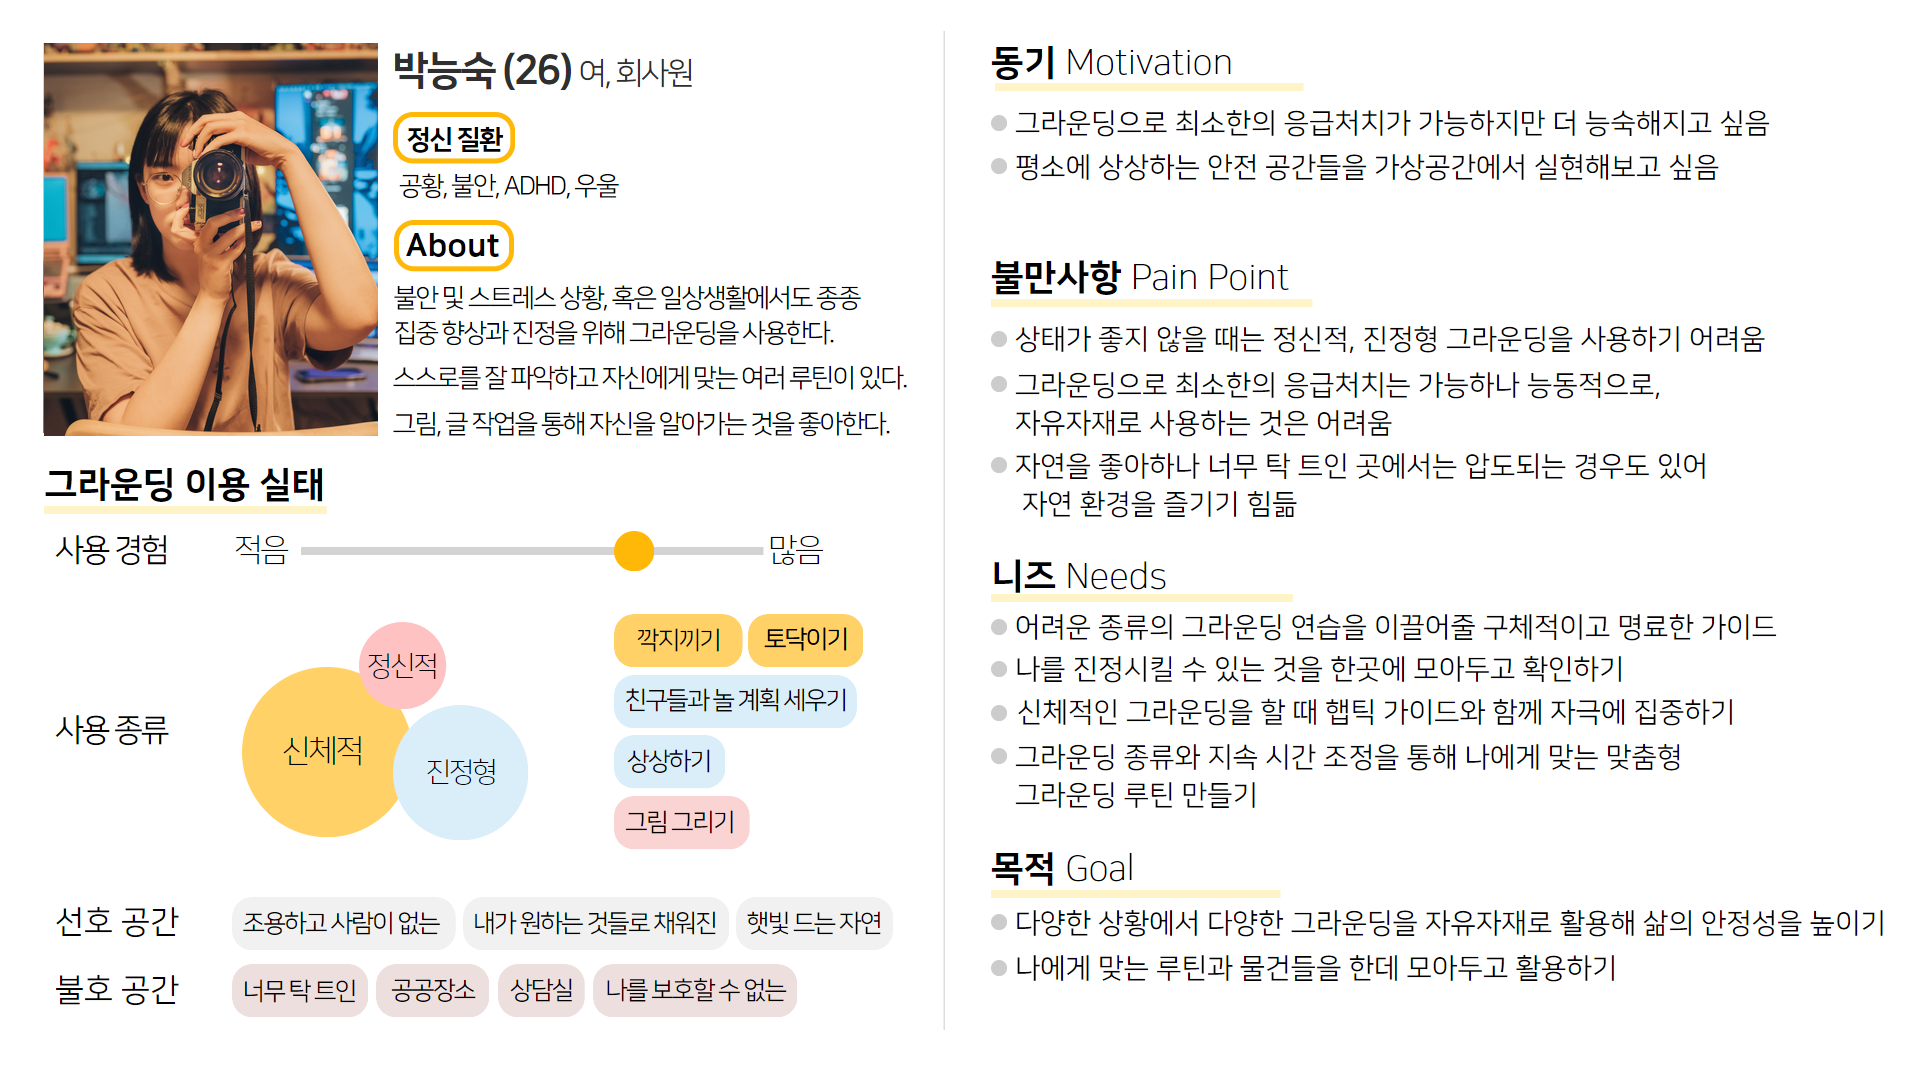 박능숙 (26) 여, 회사원
정신 질환
공황, 불안, ADHD, 우울
About
불안 및 스트레스 상황, 혹은 일상생활에서도 종종
집중 향상과 진정을 위해 그라운딩을 사용한다.
스스로를 잘 파악하고 자신에게 맞는 여러 루틴이 있다.
그림, 글 작업을 통해 자신을 알아가는 것을 좋아한다.
그라운딩 이용 실태
사용 경험 적음 많음
사용 종류
정신적
신체적
진정형
깍지끼기 토닥이기
친구들과 놀 계획 세우기
상상하기
그림 그리기
선호 공간 조용하고 사람이 없는 내가 원하는 것들로 채워진 햇빛 드는 자연
불호 공간 너무 탁 트인 공공장소 상담실 나를 보호할 수 없는
동기 Motivation
그라운딩으로 최소한의 응급처치가 가능하지만 더 능숙해지고 싶음
평소에 상상하는 안전 공간들을 가상공간에서 실현해보고 싶음
불만사항 Pain Point
상태가 좋지 않을 때는 정신적, 진정형 그라운딩을 사용하기 어려움
그라운딩으로 최소한의 응급처치는 가능하나 능동적으로,
자유자재로 사용하는 것은 어려움
자연을 좋아하나 너무 탁 트인 곳에서는 압도되는 경우도 있어
자연 환경을 즐기기 힘듦
니즈 Needs
어려운 종류의 그라운딩 연습을 이끌어줄 구체적이고 명료한 가이드
나를 진정시킬 수 있는 것을 한곳에 모아두고 확인하기
신체적인 그라운딩을 할 때 햅틱 가이드와 함께 자극에 집중하기
그라운딩 종류와 지속 시간 조정을 통해 나에게 맞는 맞춤형
그라운딩 루틴 만들기
목적 Goal
다양한 상황에서 다양한 그라운딩을 자유자재로 활용해 삶의 안정성을 높이기
나에게 맞는 루틴과 물건들을 한데 모아두고 활용하기